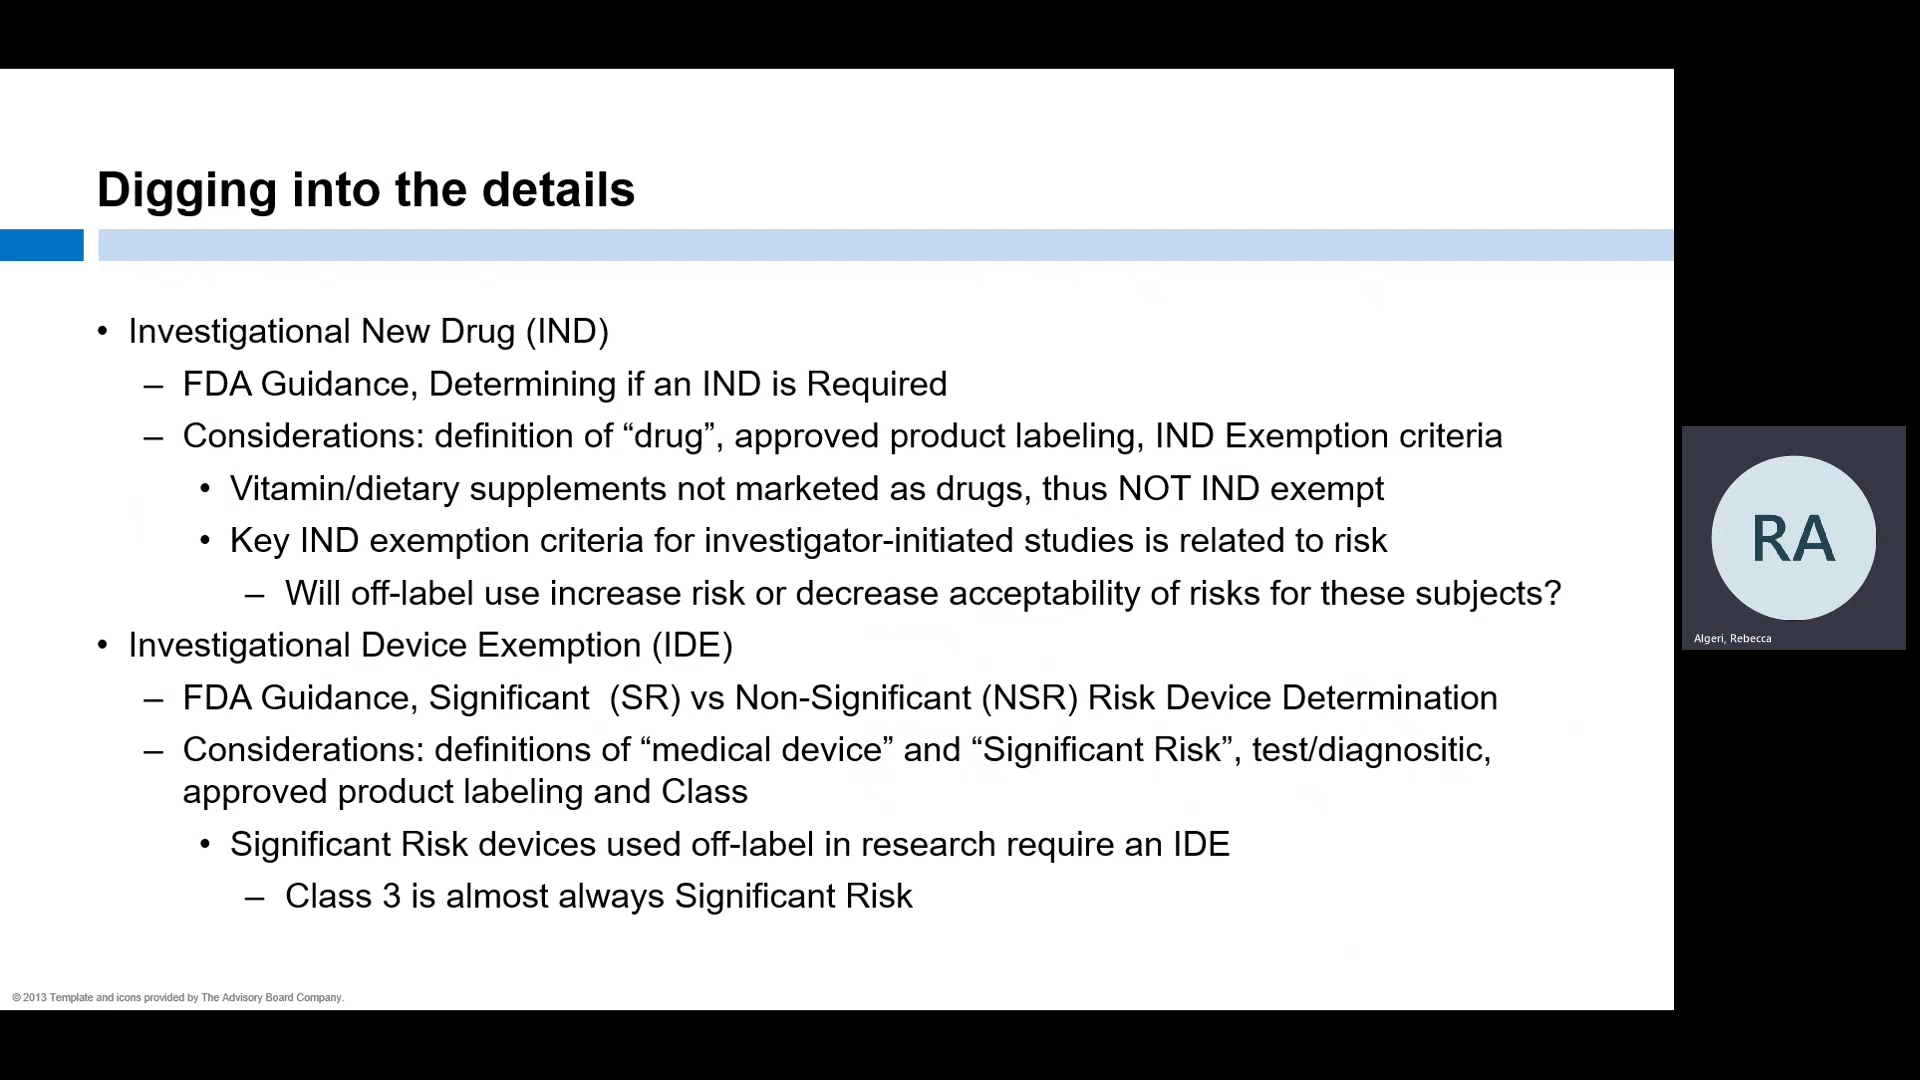 Digging into the details
• Investigational New Drug (IND)
– FDA Guidance, Determining if an IND is Required
– Considerations: definition of “drug”, approved product labeling, IND Exemption criteria
• Vitamin/dietary supplements not marketed as drugs, thus NOT IND exempt
• Key IND exemption criteria for investigator-initiated studies is related to risk
– Will off-label use increase risk or decrease acceptability of risks for these subjects?
• Investigational Device Exemption (IDE)
– FDA Guidance, Significant  (SR) vs Non-Significant (NSR) Risk Device Determination
– Considerations: definitions of “medical device” and “Significant Risk”, test/diagnositic,
approved product labeling and Class
• Significant Risk devices used off-label in research require an IDE
– Class 3 is almost always Significant Risk
© 2013 Template and icons provided by The Advisory Board Company.
RA
Algeri, Rebecca